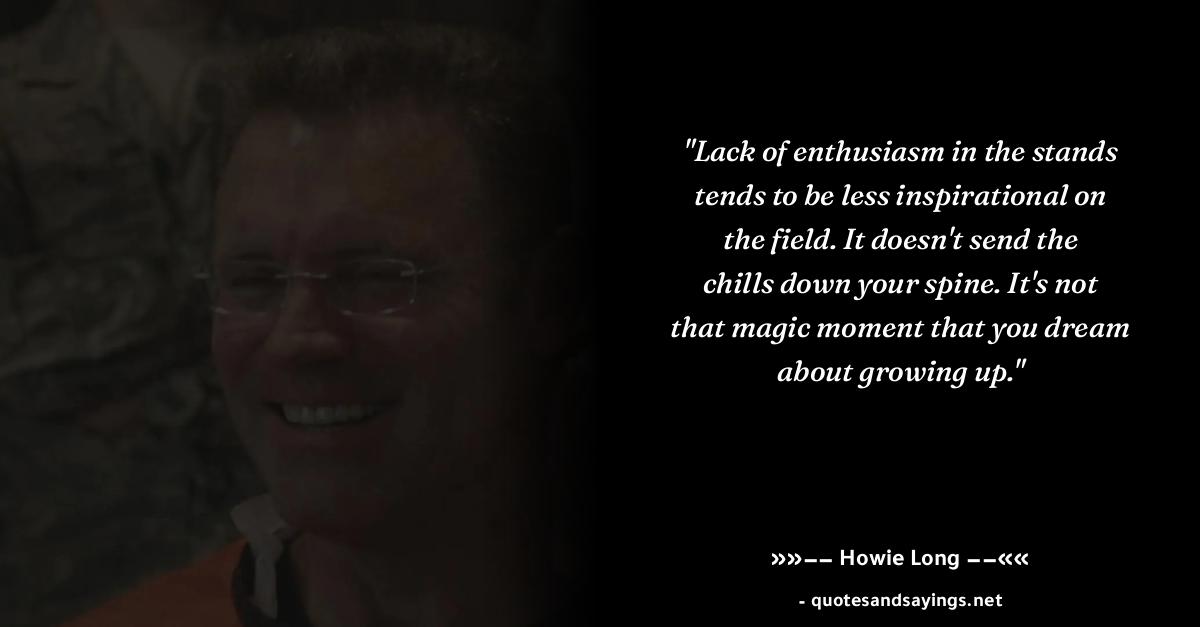 "Lack of enthusiasm in the stands
tends to be less inspirational on
the field. It doesn't send the
chills down your spine. It's not
that magic moment that you dream
about growing up."
»»–– Howie Long ––««
- quotesandsayings.net